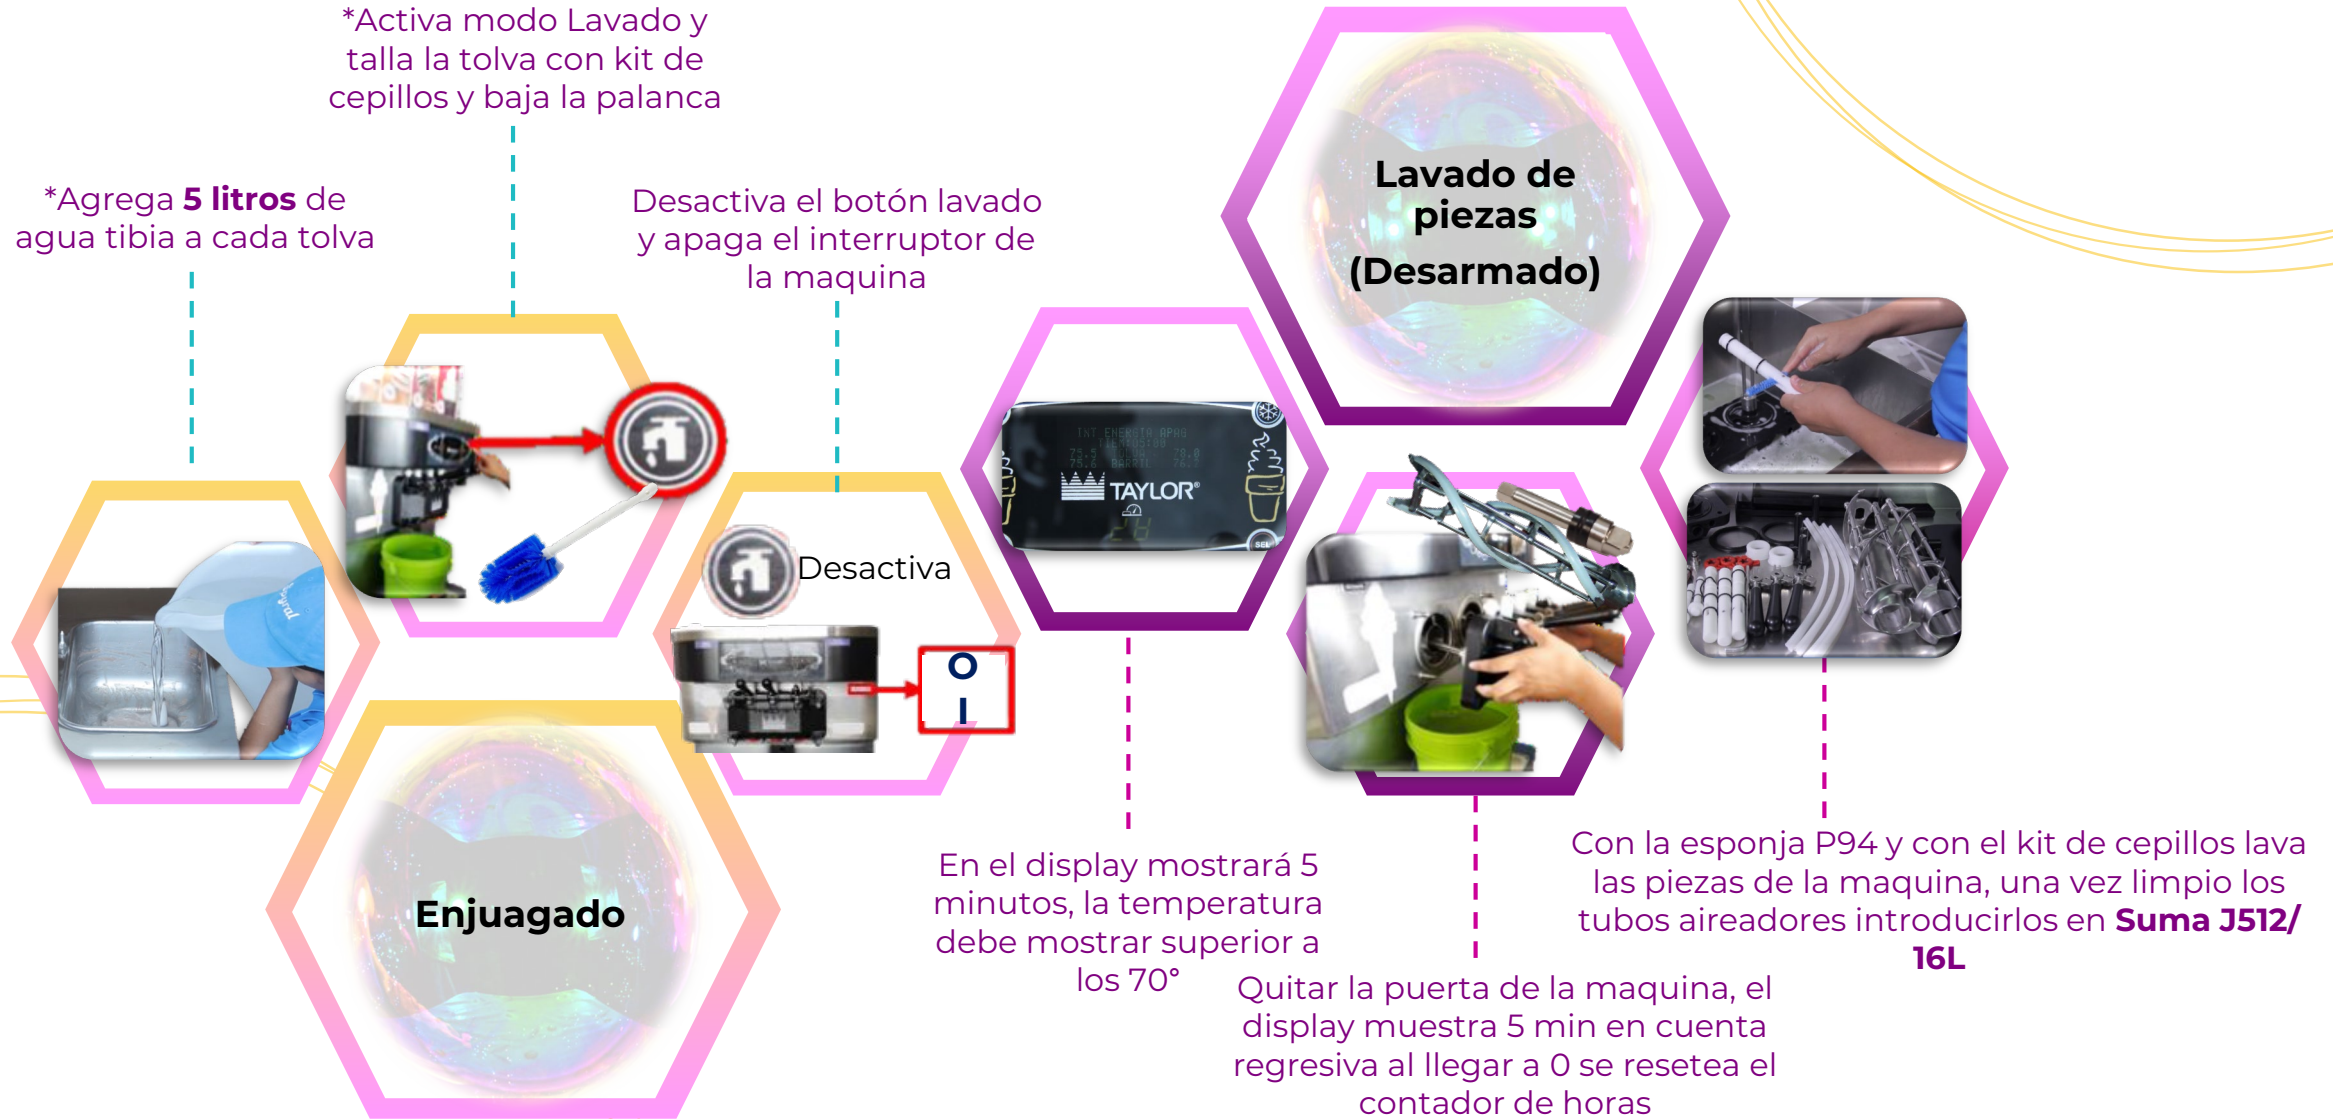 *Activa modo Lavado y
talla la tolva con kit de
cepillos y baja la palanca
*Agrega 5 litros de
agua tibia a cada tolva
Desactiva el botón lavado
y apaga el interruptor de
la maquina
Desactiva
O
I
Enjuagado
Lavado de
piezas
(Desarmado)
TAYLOR®
SEL
En el display mostrará 5
minutos, la temperatura
debe mostrar superior a
los 70°
Quitar la puerta de la maquina, el
display muestra 5 min en cuenta
regresiva al llegar a 0 se resetea el
contador de horas
Con la esponja P94 y con el kit de cepillos lava
las piezas de la maquina, una vez limpio los
tubos aireadores introducirlos en Suma J512/
16L